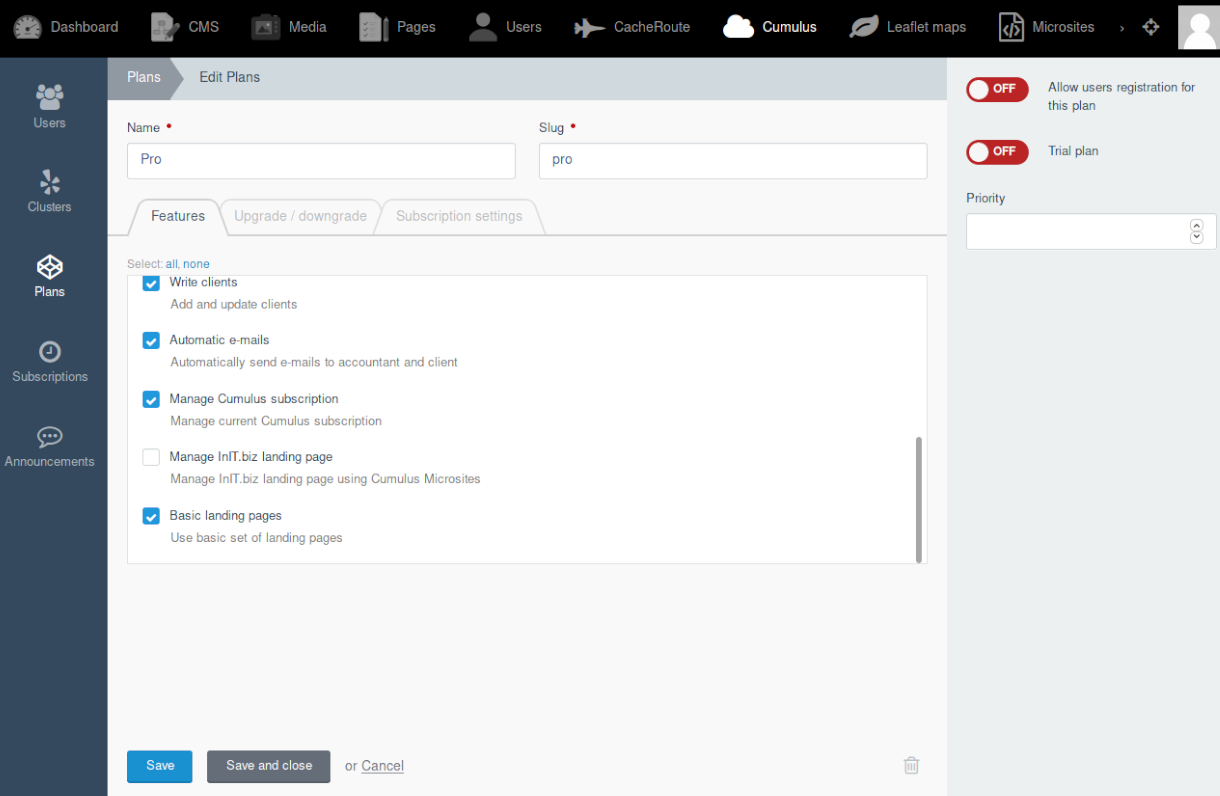 Dashboard CMS Media Pages Users CacheRoute Cumulus Leaflet maps Microsites ›
Users
Clusters
Plans
Subscriptions
Announcements
Plans Edit Plans
Name • Slug •
Pro pro
Features Upgrade / downgrade Subscription settings
Select: all, none
Write clients
Add and update clients
Automatic e-mails
Automatically send e-mails to accountant and client
Manage Cumulus subscription
Manage current Cumulus subscription
Manage InIT.biz landing page
Manage InIT.biz landing page using Cumulus Microsites
Basic landing pages
Use basic set of landing pages
Save Save and close or Cancel
OFF Allow users registration for
this plan
OFF Trial plan
Priority